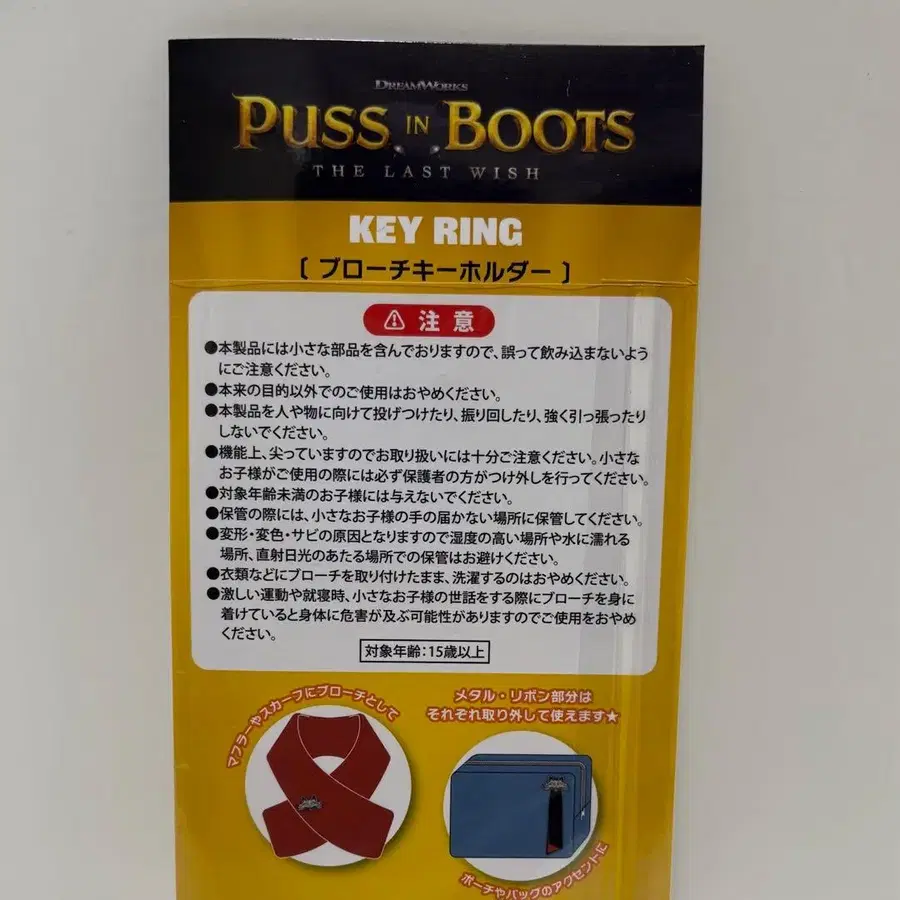 DREAMWORKS
PUSS IN BOOTS
THE LAST WISH
KEY RING
〔 ブローチキーホルダー 〕
⚠ 注意
●本製品には小さな部品を含んでおりますので、誤って飲み込まないよう
にご注意ください。
●本来の目的以外でのご使用はおやめください。
●本製品を人や物に向けて投げつけたり、振り回したり、強く引っ張ったり
しないでください。
●機能上、尖っていますのでお取り扱いには十分ご注意ください。小さな
お子様がご使用の際には必ず保護者の方がつけ外しを行ってください。
●対象年齢未満のお子様には与えないでください。
●保管の際には、小さなお子様の手の届かない場所に保管してください。
●変形・変色・サビの原因となりますので湿度の高い場所や水に濡れる
場所、直射日光のあたる場所での保管はお避けください。
●衣類などにブローチを取り付けたまま、洗濯するのはおやめください。
●激しい運動や就寝時、小さなお子様の世話をする際にブローチを身に
着けていると身体に危害が及ぶ可能性がありますのでご使用をおやめ
ください。
対象年齢：15歳以上
マフラーやスカーフにブローチとして
メタル・リボン部分は
それぞれ取り外して使えます★
ポーチやバッグのアクセントに